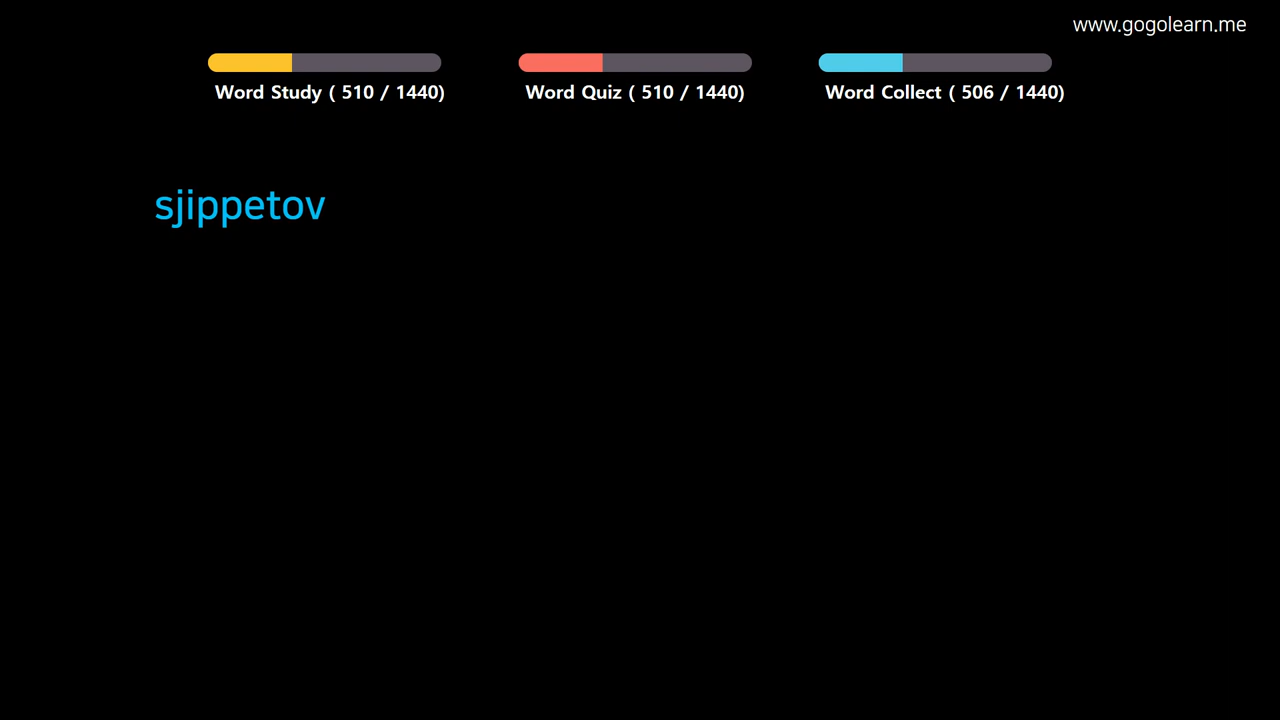 www.gogolearn.me
Word Study ( 510 / 1440)
Word Quiz ( 510 / 1440)
Word Collect ( 506 / 1440)
sjippetov